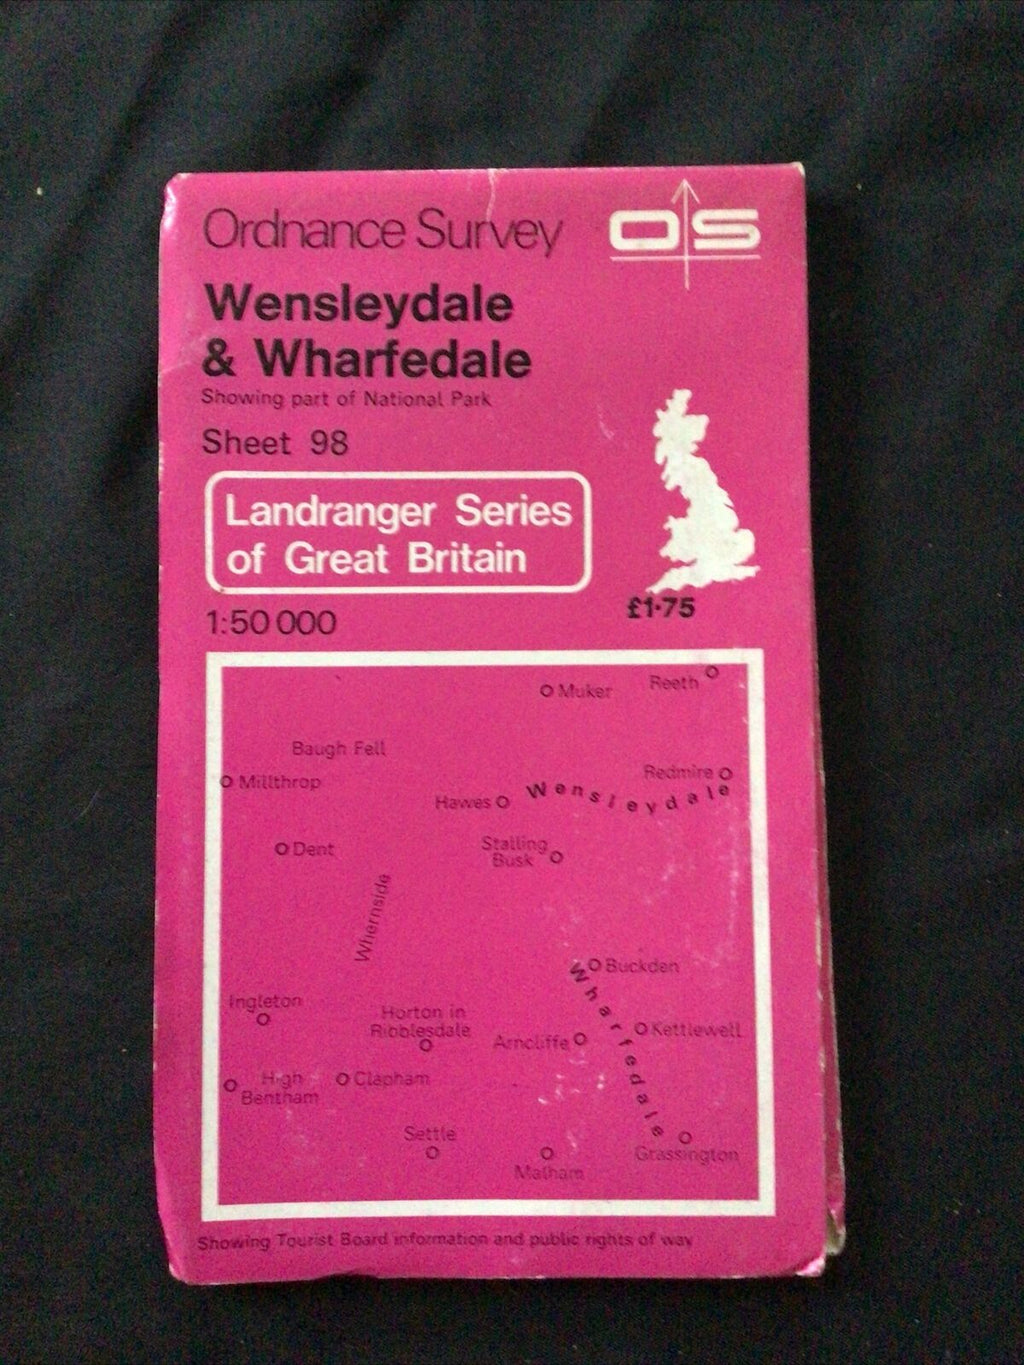 Ordnance Survey
OS
Wensleydale
& Wharfedale
Showing part of National Park
Sheet 98
Landranger Series
of Great Britain
1:50 000
£1·75
Muker
Reeth
Baugh Fell
Millthrop
Redmire
Hawes
Wensleydale
Dent
Stalling
Busk
Whernside
Buckden
Wharfedale
Ingleton
Horton in
Ribblesdale
Arncliffe
Kettlewell
High
Bentham
Clapham
Settle
Malham
Grassington
Showing Tourist Board information and public rights of way